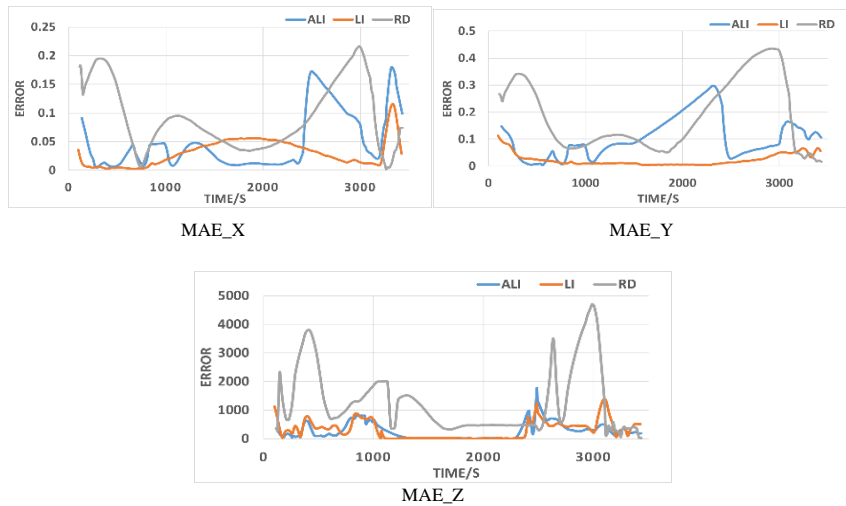 ALI LI RD
0.25
0.2
0.15
0.1
0.05
0
ERROR
0 1000 2000 3000
TIME/S
MAE_X
ALI LI RD
0.5
0.4
0.3
0.2
0.1
0
ERROR
0 1000 2000 3000
TIME/S
MAE_Y
ALI LI RD
5000
4000
3000
2000
1000
0
ERROR
0 1000 2000 3000
TIME/S
MAE_Z